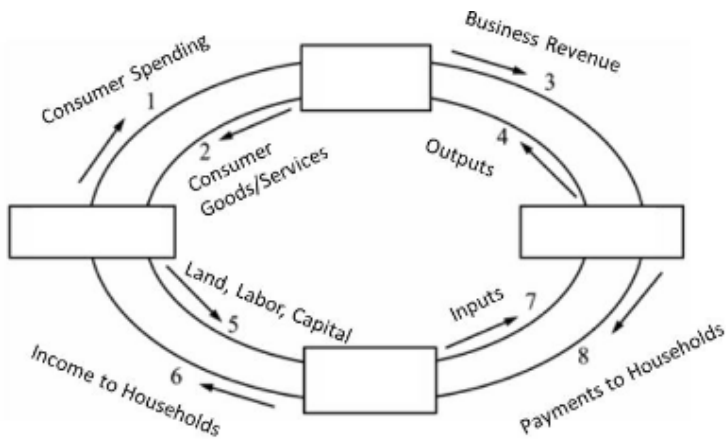 Business Revenue
3
Consumer Spending
1
2
Consumer
Goods/Services
4
Outputs
Land, Labor, Capital
5
Inputs
7
Income to Households
6
8
Payments to Households